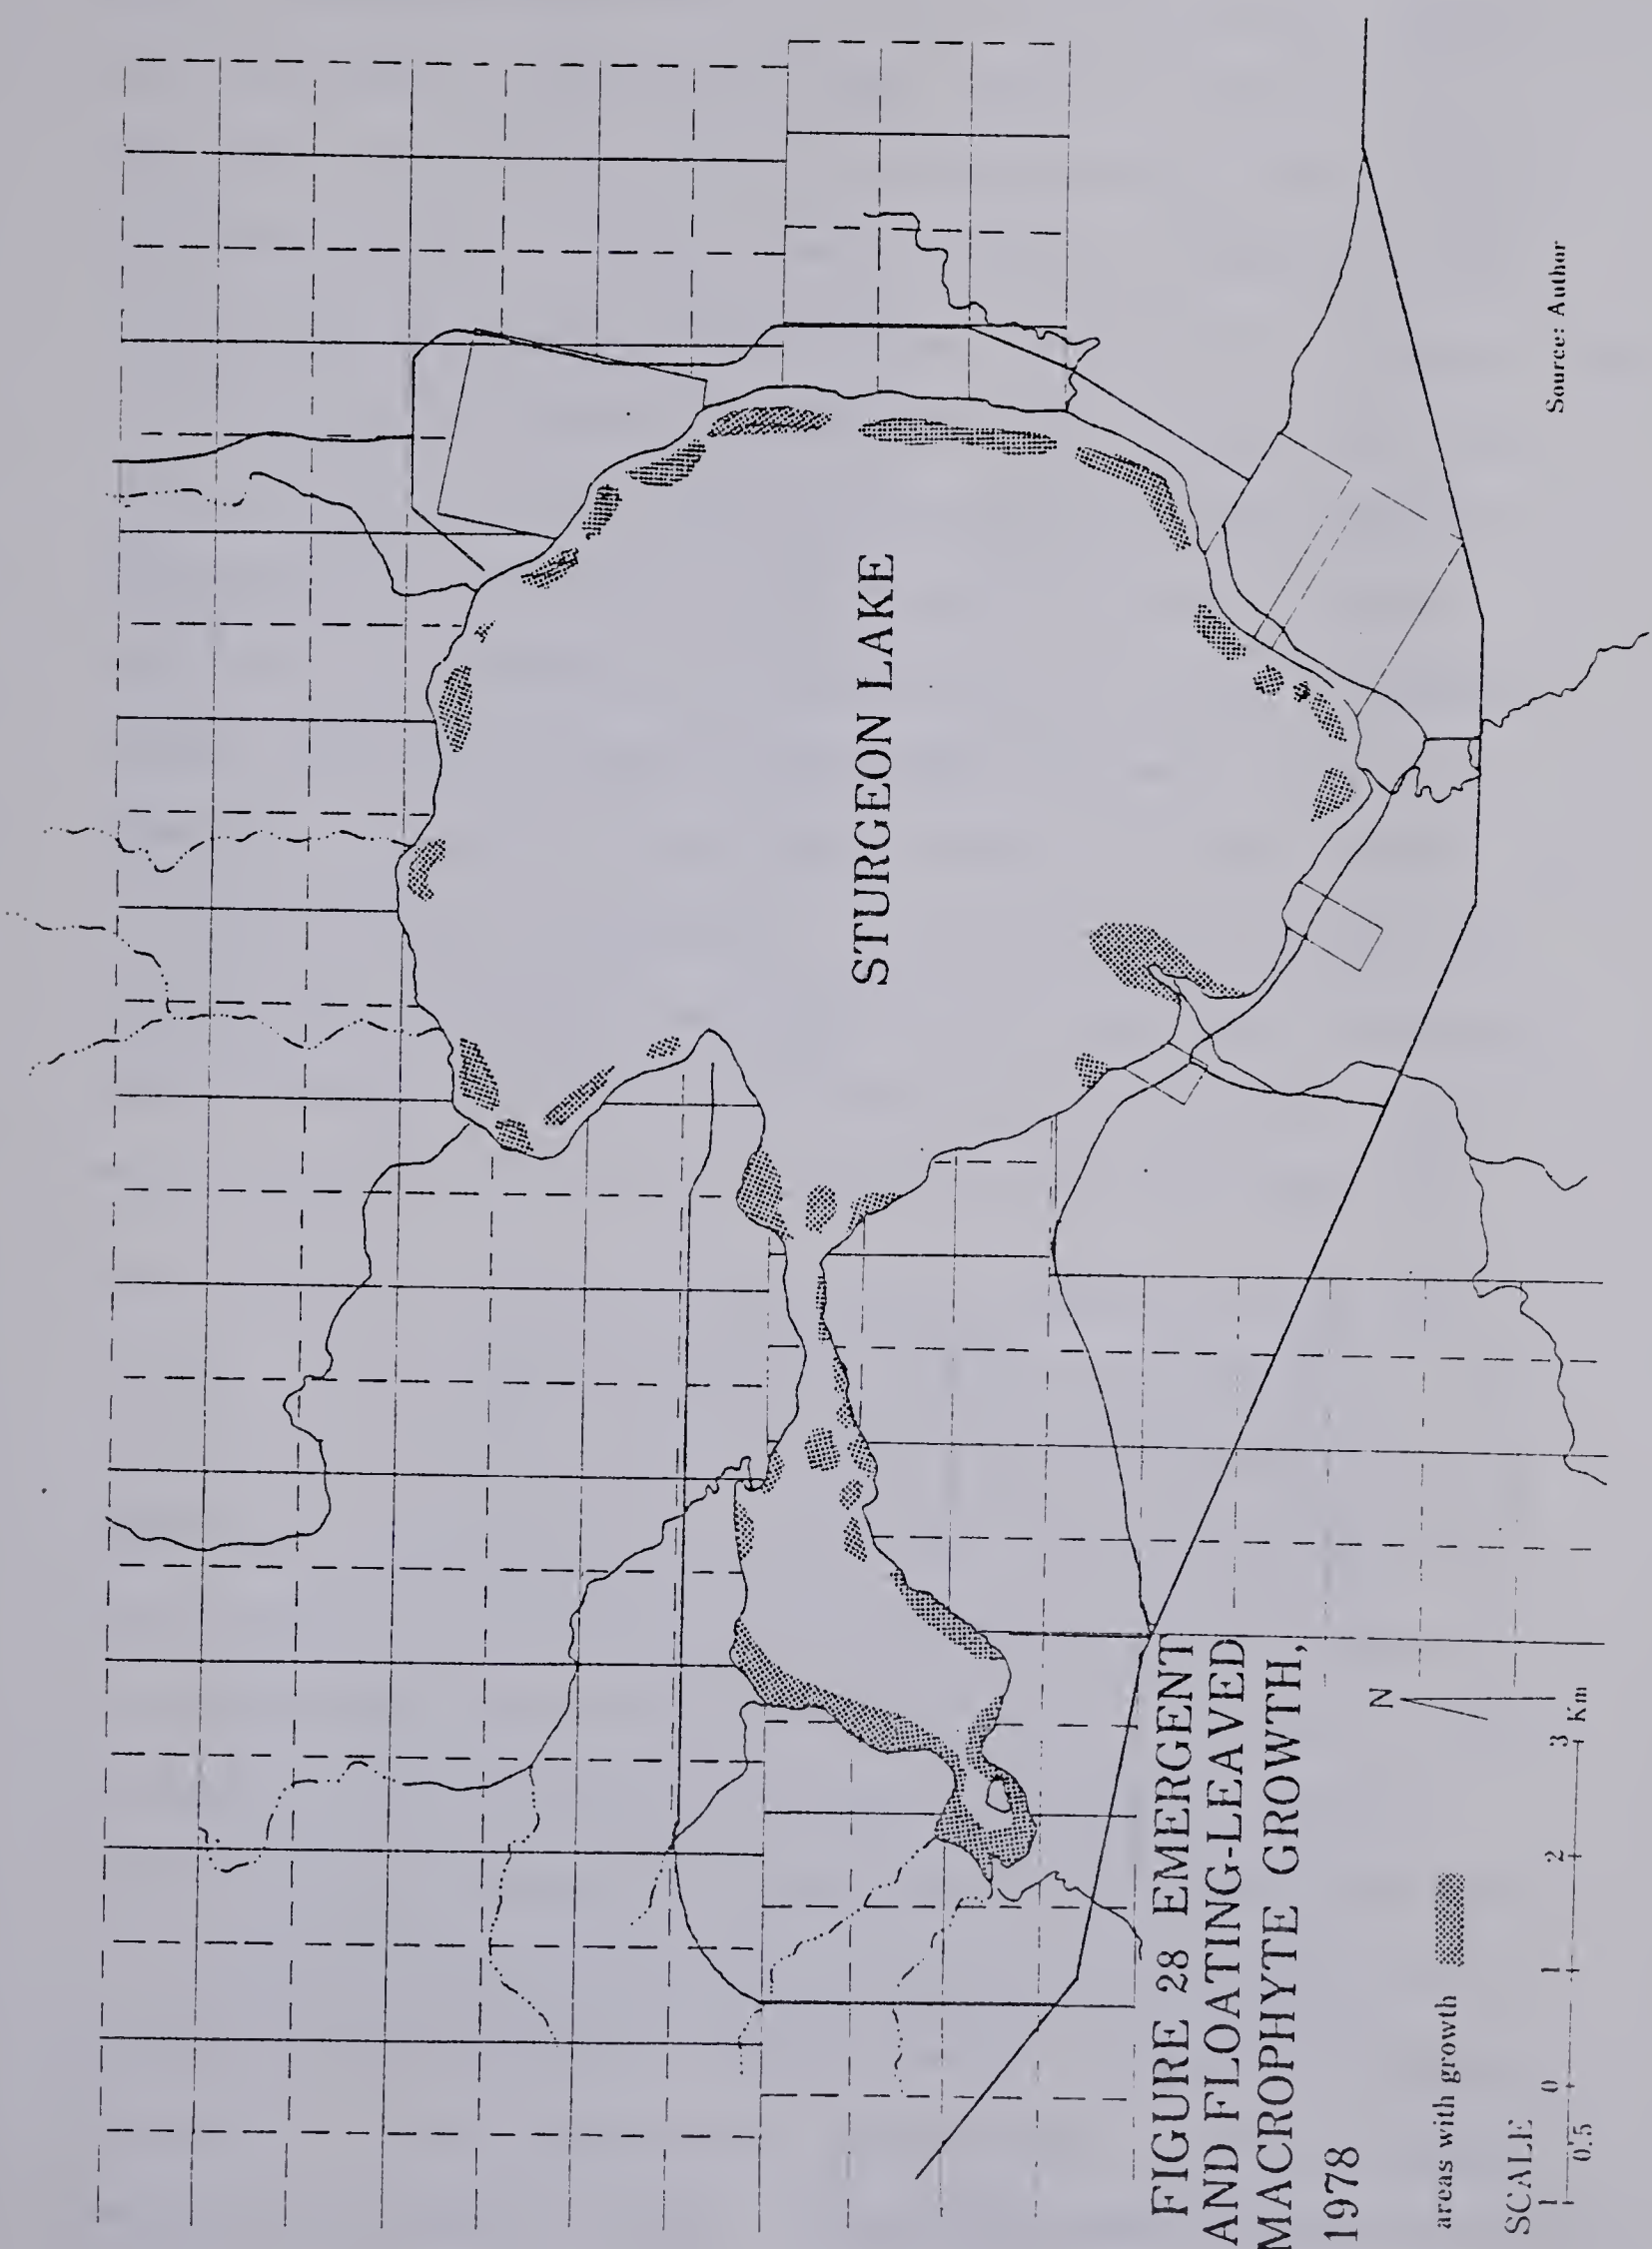 STURGEON LAKE
FIGURE 28 EMERGENT
AND FLOATING-LEAVED
MACROPHYTE GROWTH,
1978
areas with growth
N
SCALE
1 0 1 2 3
0.5 Km
Source: Author